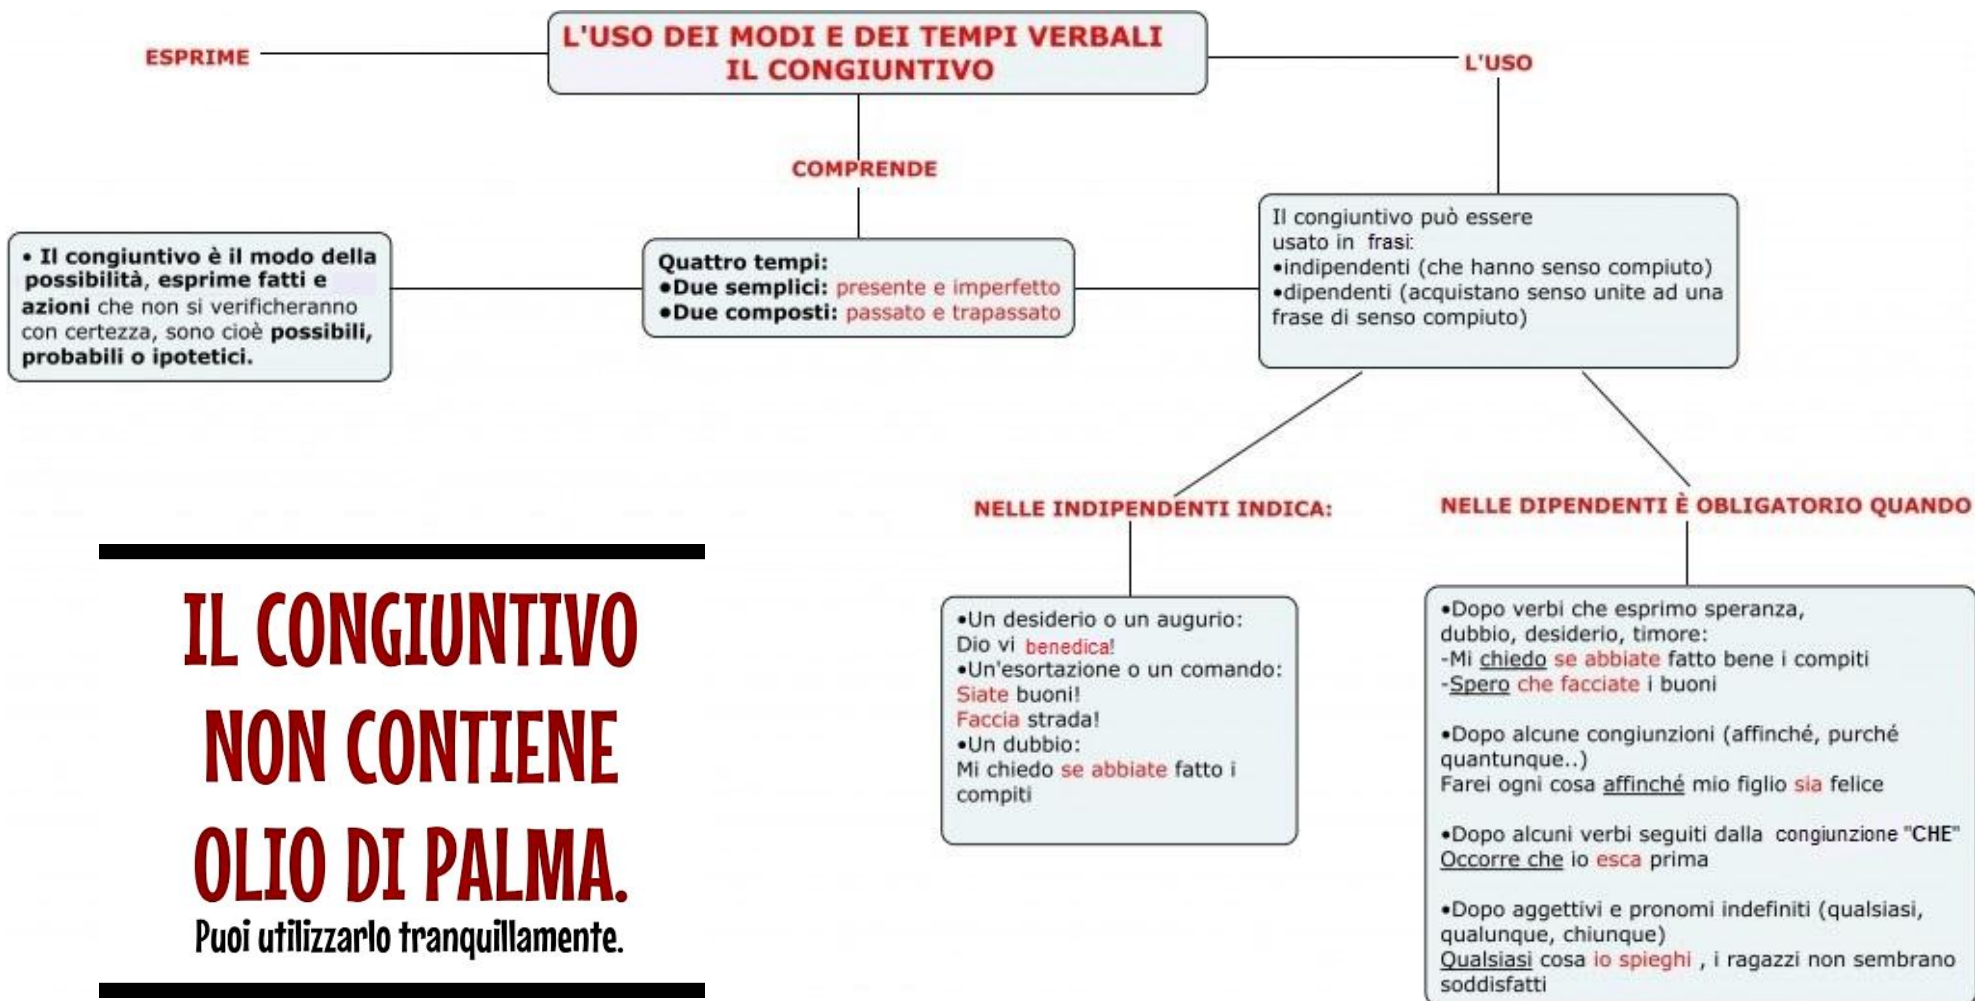 L'USO DEI MODI E DEI TEMPI VERBALI
IL CONGIUNTIVO
ESPRIME
L'USO
COMPRENDE
• Il congiuntivo è il modo della
possibilità, esprime fatti e
azioni che non si verificheranno
con certezza, sono cioè possibili,
probabili o ipotetici.
Quattro tempi:
•Due semplici: presente e imperfetto
•Due composti: passato e trapassato
Il congiuntivo può essere
usato in frasi:
•indipendenti (che hanno senso compiuto)
•dipendenti (acquistano senso unite ad una
frase di senso compiuto)
NELLE INDIPENDENTI INDICA:
•Un desiderio o un augurio:
Dio vi benedica!
•Un'esortazione o un comando:
Siate buoni!
Faccia strada!
•Un dubbio:
Mi chiedo se abbiate fatto i
compiti
NELLE DIPENDENTI È OBLIGATORIO QUANDO
•Dopo verbi che esprimo speranza,
dubbio, desiderio, timore:
-Mi chiedo se abbiate fatto bene i compiti
-Spero che facciate i buoni
•Dopo alcune congiunzioni (affinché, purché
quantunque..)
Farei ogni cosa affinché mio figlio sia felice
•Dopo alcuni verbi seguiti dalla congiunzione "CHE"
Occorre che io esca prima
•Dopo aggettivi e pronomi indefiniti (qualsiasi,
qualunque, chiunque)
Qualsiasi cosa io spieghi , i ragazzi non sembrano
soddisfatti
IL CONGIUNTIVO
NON CONTIENE
OLIO DI PALMA.
Puoi utilizzarlo tranquillamente.